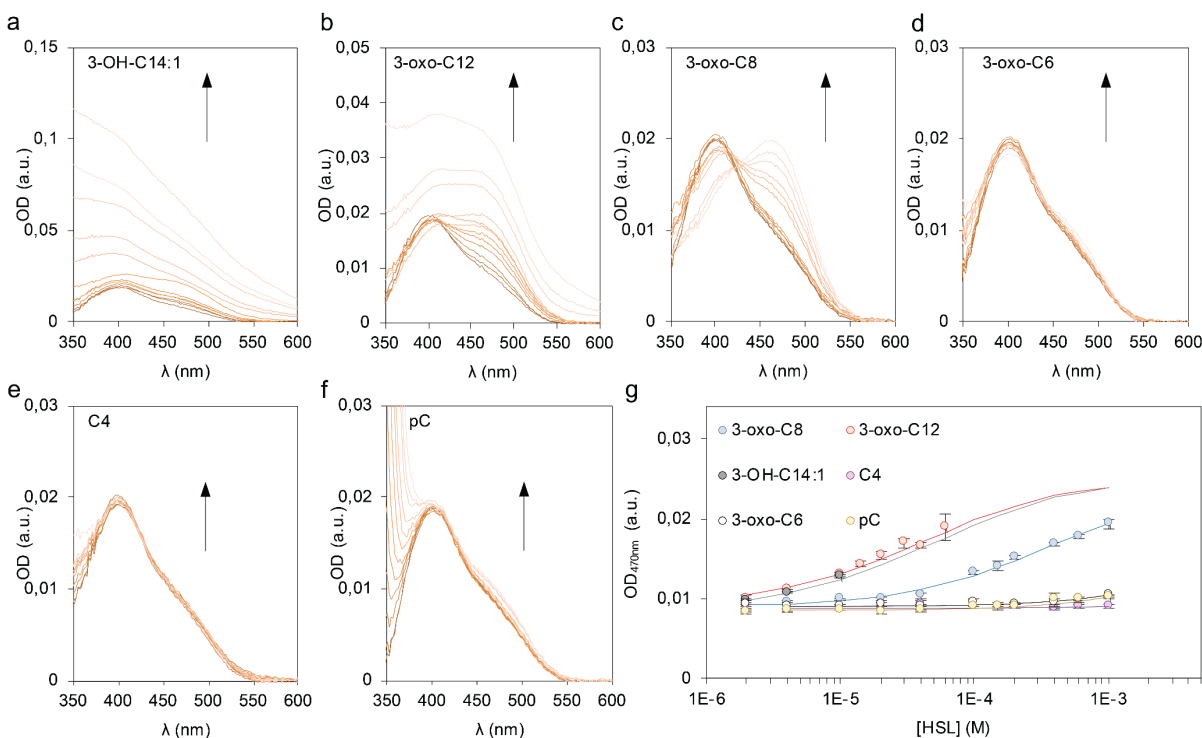 a
3-OH-C14:1
0,15
0,1
0,05
0
OD (a.u.)
350 400 450 500 550 600
λ (nm)
b
3-oxo-C12
0,05
0,04
0,03
0,02
0,01
0
OD (a.u.)
350 400 450 500 550 600
λ (nm)
c
3-oxo-C8
0,03
0,02
0,01
0
OD (a.u.)
350 400 450 500 550 600
λ (nm)
d
3-oxo-C6
0,03
0,02
0,01
0
OD (a.u.)
350 400 450 500 550 600
λ (nm)
e
C4
0,03
0,02
0,01
0
OD (a.u.)
350 400 450 500 550 600
λ (nm)
f
pC
0,03
0,02
0,01
0
OD (a.u.)
350 400 450 500 550 600
λ (nm)
g
0,03
0,02
0,01
0
OD470nm (a.u.)
3-oxo-C8 3-oxo-C12
3-OH-C14:1 C4
3-oxo-C6 pC
1E-6 1E-5 1E-4 1E-3
[HSL] (M)